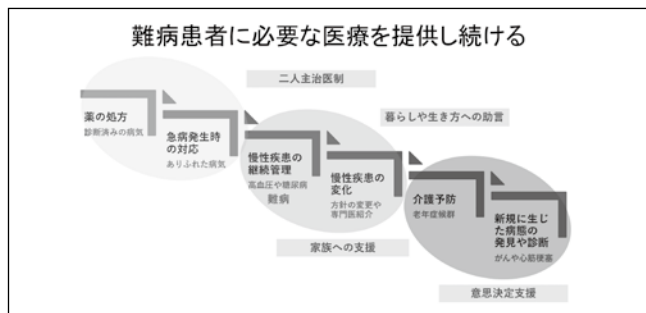 難病患者に必要な医療を提供し続ける
二人主治医制
暮らしや生き方への助言
薬の処方
診断済みの病気
急病発生時
の対応
ありふれた病気
慢性疾患の
継続管理
高血圧や糖尿病
難病
慢性疾患の
変化
方針の変更や
専門医紹介
介護予防
老年症候群
新規に生じ
た病態の
発見や診断
がんや心筋梗塞
家族への支援
意思決定支援